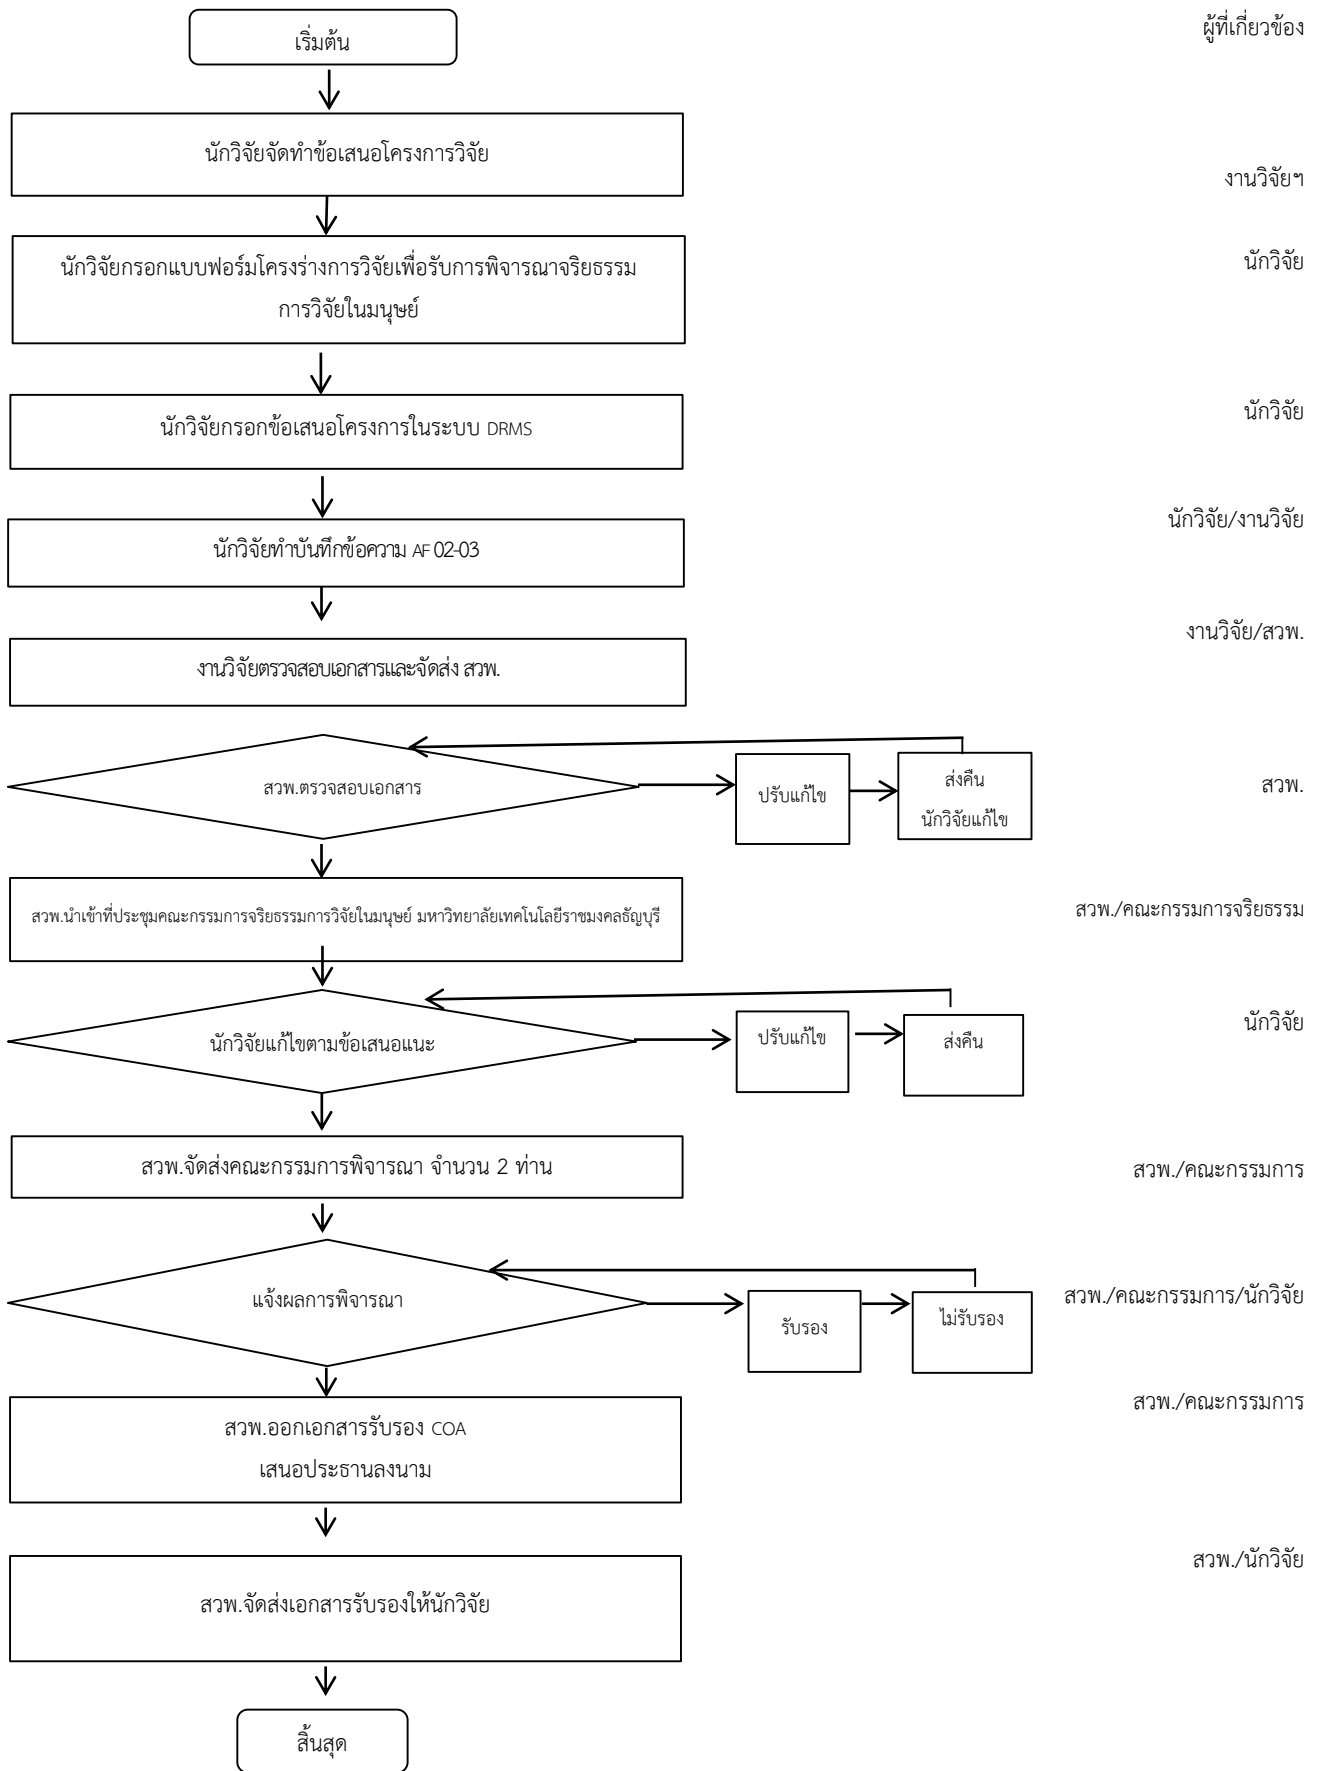 เริ่มต้น
ผู้ที่เกี่ยวข้อง
นักวิจัยจัดทำข้อเสนอโครงการวิจัย
งานวิจัยฯ
นักวิจัยกรอกแบบฟอร์มโครงร่างการวิจัยเพื่อรับการพิจารณาจริยธรรม
การวิจัยในมนุษย์
นักวิจัย
นักวิจัยกรอกข้อเสนอโครงการในระบบ DRMS
นักวิจัย
นักวิจัยทำบันทึกข้อความ AF 02-03
นักวิจัย/งานวิจัย
งานวิจัยตรวจสอบเอกสารและจัดส่ง สวพ.
งานวิจัย/สวพ.
สวพ.ตรวจสอบเอกสาร
ปรับแก้ไข
ส่งคืน
นักวิจัยแก้ไข
สวพ.
สวพ.นำเข้าที่ประชุมคณะกรรมการจริยธรรมการวิจัยในมนุษย์ มหาวิทยาลัยเทคโนโลยีราชมงคลธัญบุรี
สวพ./คณะกรรมการจริยธรรม
นักวิจัยแก้ไขตามข้อเสนอแนะ
ปรับแก้ไข
ส่งคืน
นักวิจัย
สวพ.จัดส่งคณะกรรมการพิจารณา จำนวน 2 ท่าน
สวพ./คณะกรรมการ
แจ้งผลการพิจารณา
รับรอง
ไม่รับรอง
สวพ./คณะกรรมการ/นักวิจัย
สวพ.ออกเอกสารรับรอง COA
เสนอประธานลงนาม
สวพ./คณะกรรมการ
สวพ.จัดส่งเอกสารรับรองให้นักวิจัย
สวพ./นักวิจัย
สิ้นสุด